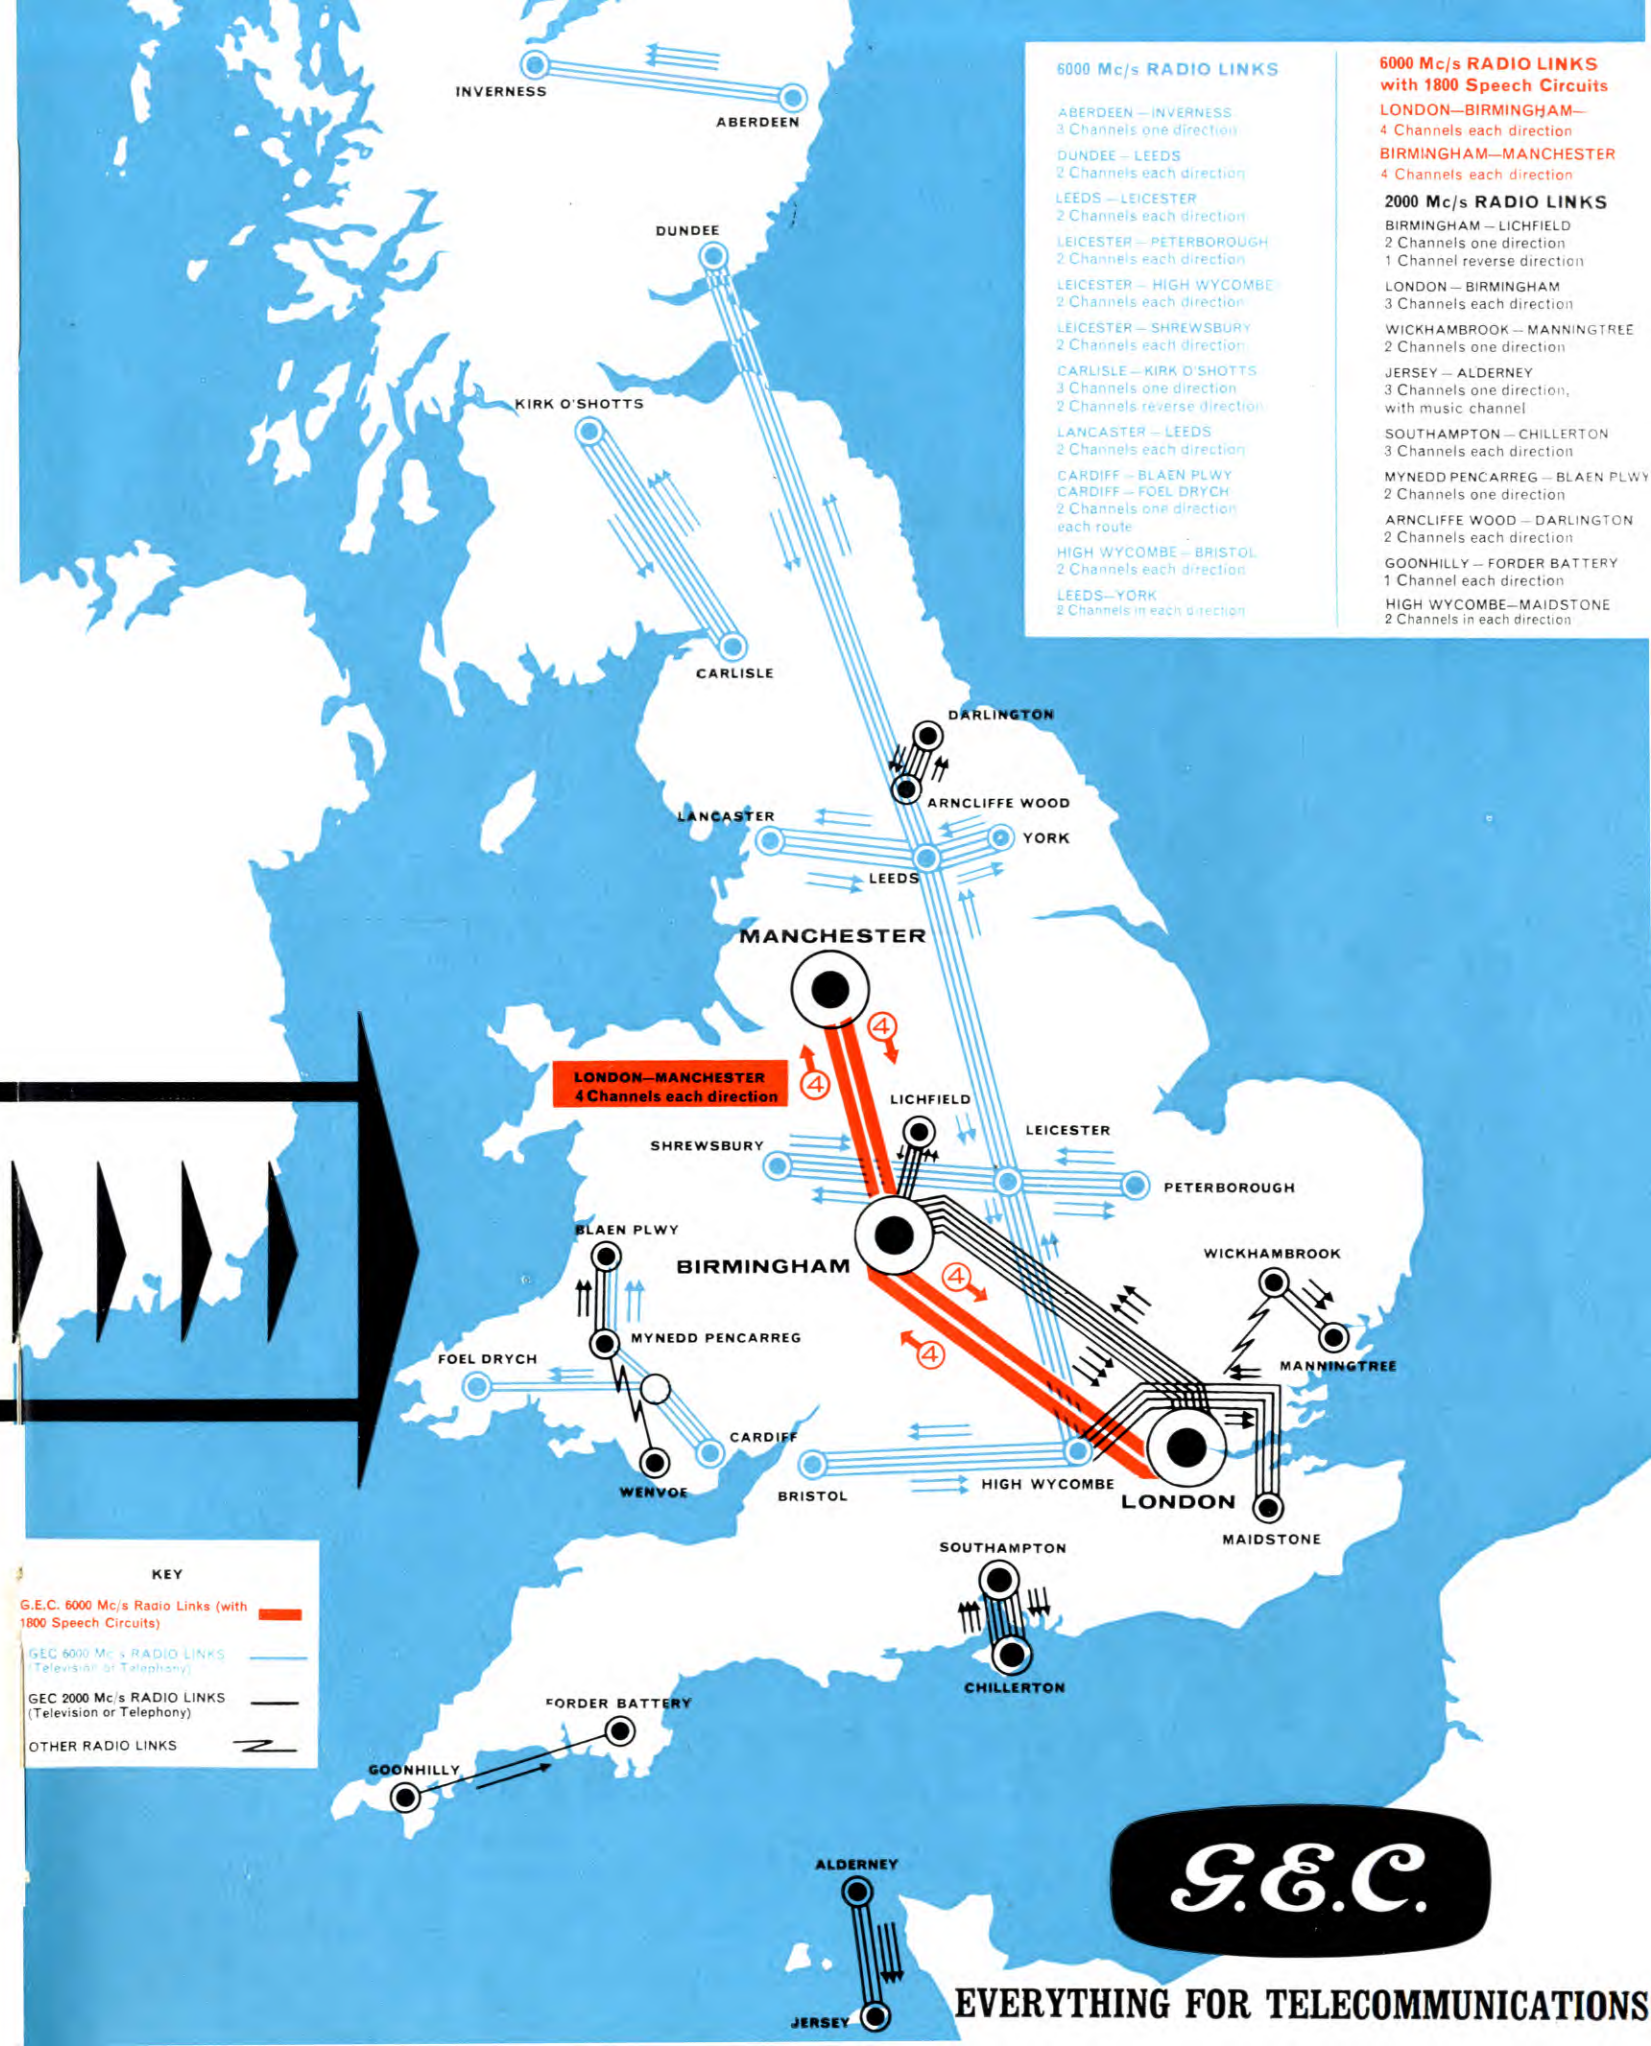 INVERNESS
ABERDEEN
DUNDEE
KIRK O'SHOTTS
CARLISLE
DARLINGTON
ARNCLIFFE WOOD
LANCASTER
YORK
LEEDS
MANCHESTER
4
4
LONDON—MANCHESTER
4 Channels each direction
LICHFIELD
LEICESTER
SHREWSBURY
PETERBOROUGH
BLAEN PLWY
BIRMINGHAM
WICKHAMBROOK
4
4
MYNEDD PENCARREG
FOEL DRYCH
MANNINGTREE
CARDIFF
WENVOE
BRISTOL
HIGH WYCOMBE
LONDON
MAIDSTONE
SOUTHAMPTON
CHILLERTON
FORDER BATTERY
GOONHILLY
ALDERNEY
JERSEY
6000 Mc/s RADIO LINKS
ABERDEEN — INVERNESS
3 Channels one direction
DUNDEE — LEEDS
2 Channels each direction
LEEDS — LEICESTER
2 Channels each direction
LEICESTER — PETERBOROUGH
2 Channels each direction
LEICESTER — HIGH WYCOMBE
2 Channels each direction
LEICESTER — SHREWSBURY
2 Channels each direction
CARLISLE — KIRK O'SHOTTS
3 Channels one direction
2 Channels reverse direction
LANCASTER — LEEDS
2 Channels each direction
CARDIFF — BLAEN PLWY
CARDIFF — FOEL DRYCH
2 Channels one direction
each route
HIGH WYCOMBE — BRISTOL
2 Channels each direction
LEEDS—YORK
2 Channels in each direction
6000 Mc/s RADIO LINKS
with 1800 Speech Circuits
LONDON—BIRMINGHAM—
4 Channels each direction
BIRMINGHAM—MANCHESTER
4 Channels each direction
2000 Mc/s RADIO LINKS
BIRMINGHAM — LICHFIELD
2 Channels one direction
1 Channel reverse direction
LONDON — BIRMINGHAM
3 Channels each direction
WICKHAMBROOK — MANNINGTREE
2 Channels one direction
JERSEY — ALDERNEY
3 Channels one direction,
with music channel
SOUTHAMPTON — CHILLERTON
3 Channels each direction
MYNEDD PENCARREG — BLAEN PLWY
2 Channels one direction
ARNCLIFFE WOOD — DARLINGTON
2 Channels each direction
GOONHILLY — FORDER BATTERY
1 Channel each direction
HIGH WYCOMBE—MAIDSTONE
2 Channels in each direction
KEY
G.E.C. 6000 Mc/s Radio Links (with
1800 Speech Circuits)
GEC 6000 Mc/s RADIO LINKS
(Television or Telephony)
GEC 2000 Mc/s RADIO LINKS
(Television or Telephony)
OTHER RADIO LINKS
G.E.C.
EVERYTHING FOR TELECOMMUNICATIONS